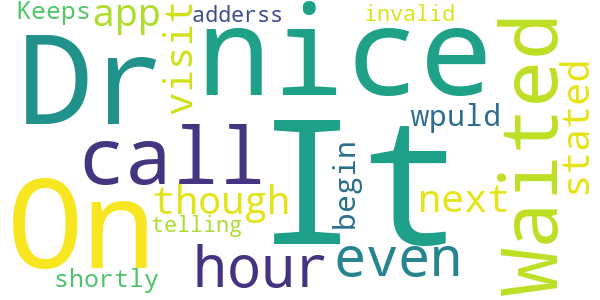 Keeps
app
visit
adderss
invalid
Dr
nice
Waited
stated
wpuld
call
It
On
though
begin
next
telling
shortly
hour
even